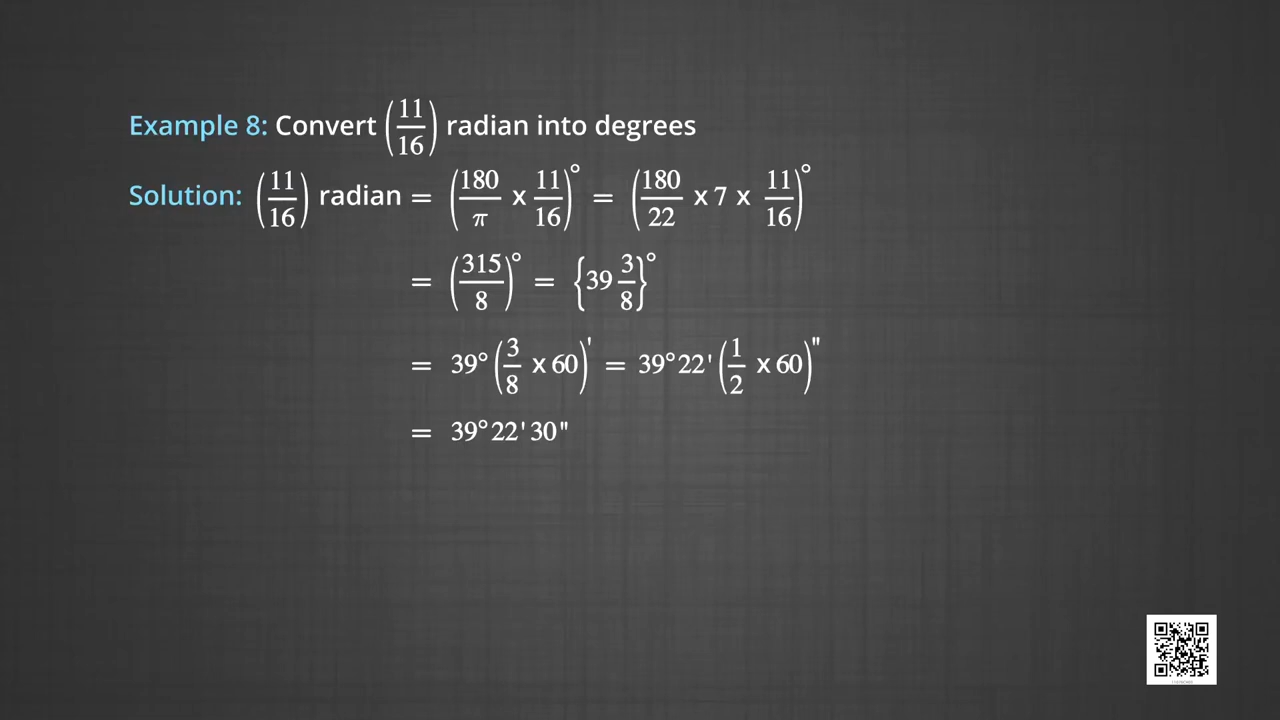 Example 8: Convert (11/16) radian into degrees
Solution: (11/16) radian = (180/π x 11/16)° = (180/22 x 7 x 11/16)°
= (315/8)° = {39 3/8}°
= 39° (3/8 x 60)' = 39° 22' (1/2 x 60)"
= 39° 22' 30"